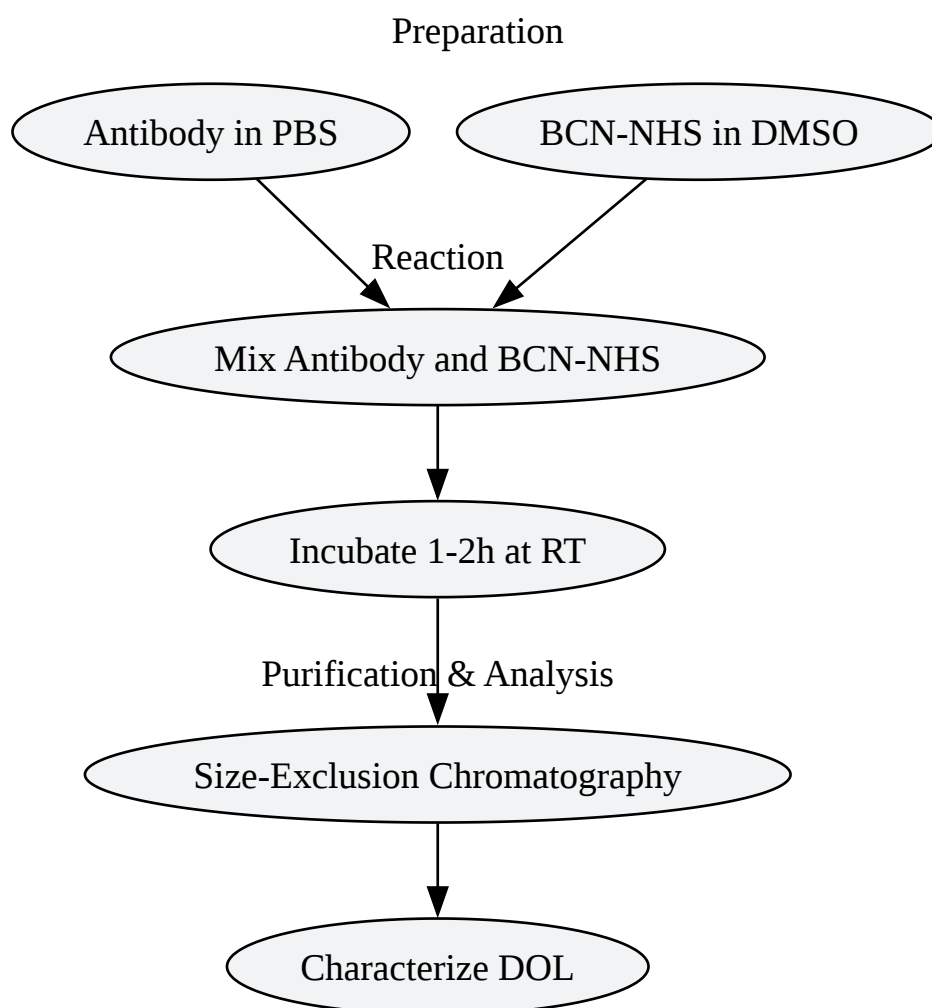 Preparation
Antibody in PBS
BCN-NHS in DMSO
Reaction
Mix Antibody and BCN-NHS
Incubate 1-2h at RT
Purification & Analysis
Size-Exclusion Chromatography
Characterize DOL